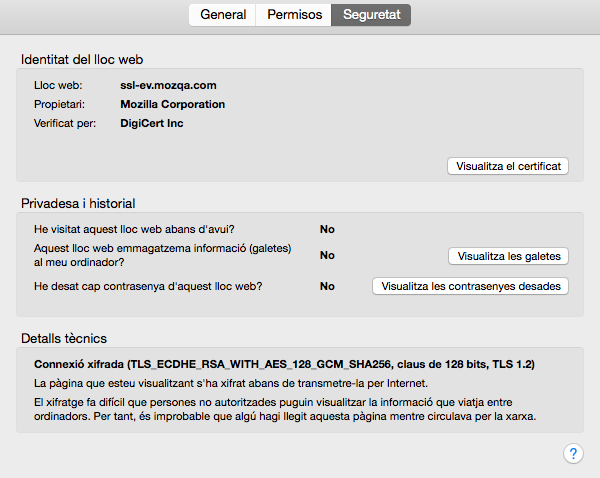 General Permisos Seguretat
Identitat del lloc web
Lloc web: ssl-ev.mozqa.com
Propietari: Mozilla Corporation
Verificat per: DigiCert Inc
Visualitza el certificat
Privadesa i historial
He visitat aquest lloc web abans d'avui? No
Aquest lloc web emmagatzema informació (galetes)
al meu ordinador? No Visualitza les galetes
He desat cap contrasenya d'aquest lloc web? No Visualitza les contrasenyes desades
Detalls tècnics
Connexió xifrada (TLS_ECDHE_RSA_WITH_AES_128_GCM_SHA256, claus de 128 bits, TLS 1.2)
La pàgina que esteu visualitzant s'ha xifrat abans de transmetre-la per Internet.
El xifratge fa difícil que persones no autoritzades puguin visualitzar la informació que viatja entre
ordinadors. Per tant, és improbable que algú hagi llegit aquesta pàgina mentre circulava per la xarxa.
?